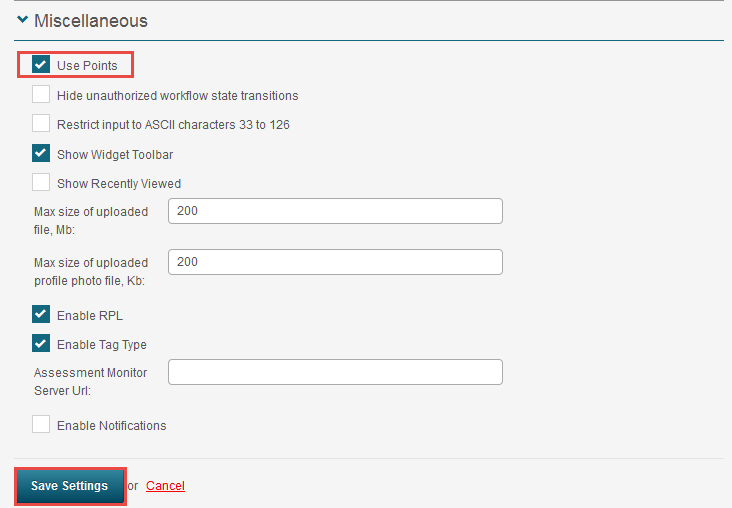 Miscellaneous
Use Points
Hide unauthorized workflow state transitions
Restrict input to ASCII characters 33 to 126
Show Widget Toolbar
Show Recently Viewed
Max size of uploaded
file, Mb:
200
Max size of uploaded
profile photo file, Kb:
200
Enable RPL
Enable Tag Type
Assessment Monitor
Server Url:
Enable Notifications
Save Settings or Cancel